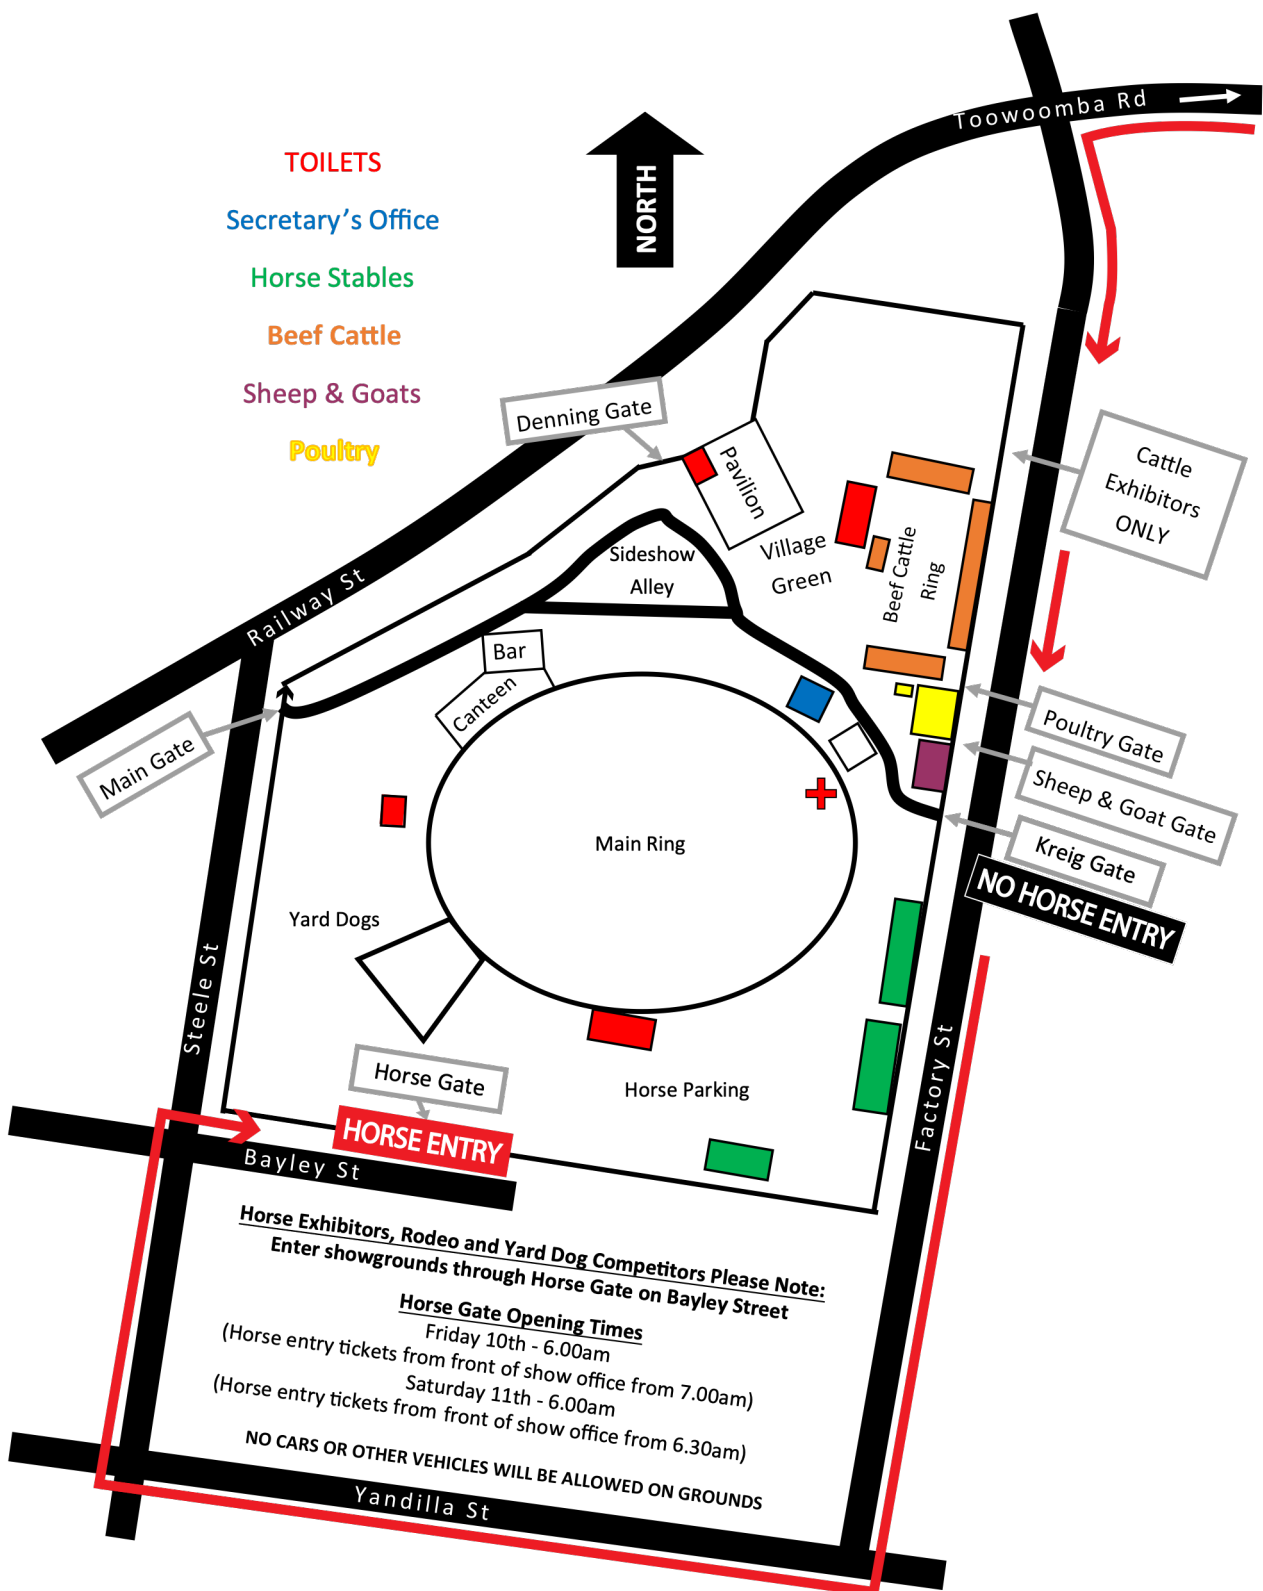 Toowoomba Rd
NORTH
TOILETS
Secretary's Office
Horse Stables
Beef Cattle
Sheep & Goats
Poultry
Denning Gate
Pavilion
Cattle
Exhibitors
ONLY
Village
Green
Beef Cattle
Ring
Sideshow
Alley
Railway St
Bar
Canteen
Main Gate
Poultry Gate
Sheep & Goat Gate
Kreig Gate
NO HORSE ENTRY
Main Ring
Yard Dogs
Steele St
Factory St
Horse Gate
Horse Parking
HORSE ENTRY
Bayley St
Horse Exhibitors, Rodeo and Yard Dog Competitors Please Note:
Enter showgrounds through Horse Gate on Bayley Street
Horse Gate Opening Times
Friday 10th - 6.00am
(Horse entry tickets from front of show office from 7.00am)
Saturday 11th - 6.00am
(Horse entry tickets from front of show office from 6.30am)
NO CARS OR OTHER VEHICLES WILL BE ALLOWED ON GROUNDS
Yandilla St